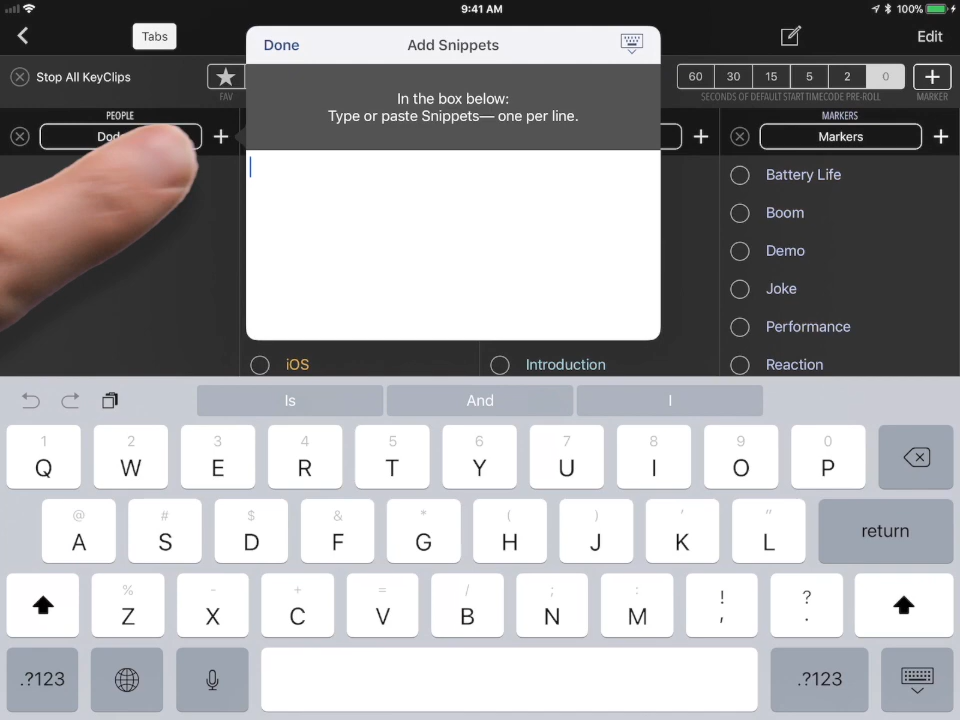 9:41 AM
100%
Tabs
Done
Add Snippets
Edit
Stop All KeyClips
FAV
60 30 15 5 2 0
SECONDS OF DEFAULT START TIMECODE PRE-ROLL
MARKER
In the box below:
Type or paste Snippets— one per line.
PEOPLE
MARKERS
Markers
Battery Life
Boom
Demo
Joke
Performance
iOS
Introduction
Reaction
Is
And
I
1 2 3 4 5 6 7 8 9 0
Q W E R T Y U I O P
@ # $ & * ( ) ' "
A S D F G H J K L
return
% - + = / ; : ! ?
Z X C V B N M , .
.?123
.?123